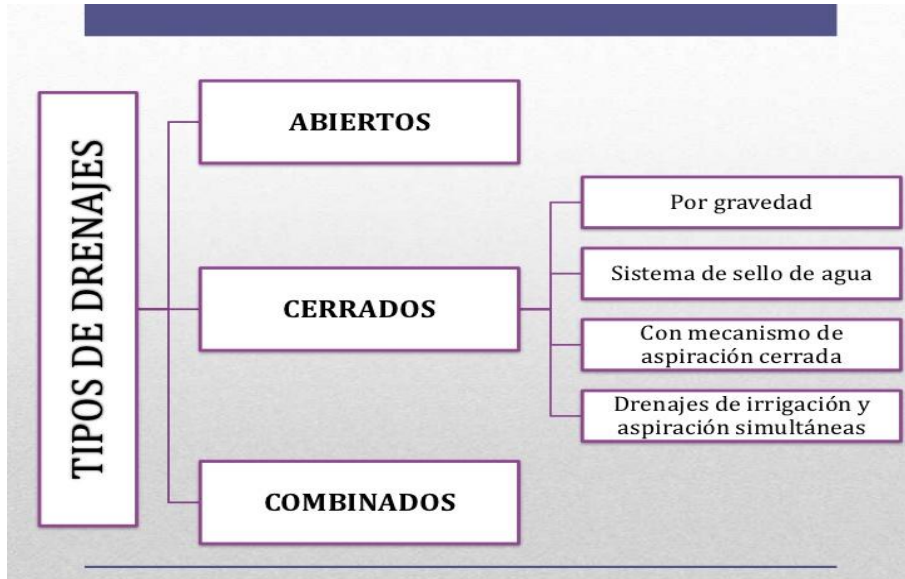 TIPOS DE DRENAJES
ABIERTOS
CERRADOS
Por gravedad
Sistema de sello de agua
Con mecanismo de
aspiración cerrada
Drenajes de irrigación y
aspiración simultáneas
COMBINADOS